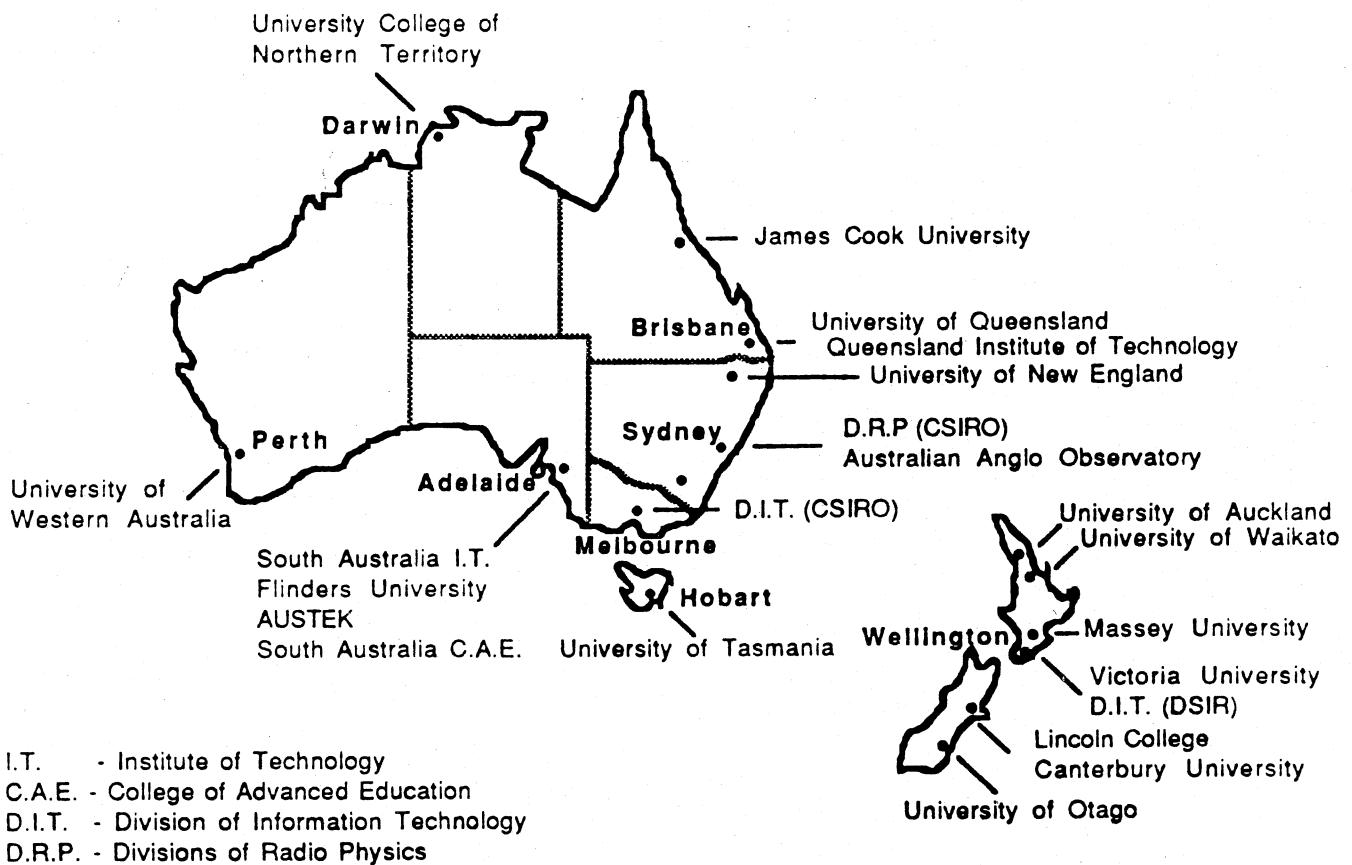 University College of
Northern Territory
Darwin
James Cook University
Brisbane
University of Queensland
Queensland Institute of Technology
University of New England
Sydney
D.R.P (CSIRO)
Australian Anglo Observatory
Perth
University of
Western Australia
Adelaide
D.I.T. (CSIRO)
Melbourne
South Australia I.T.
Flinders University
AUSTEK
South Australia C.A.E.
Hobart
University of Tasmania
University of Auckland
University of Waikato
Wellington
Massey University
Victoria University
D.I.T. (DSIR)
Lincoln College
Canterbury University
University of Otago
I.T. - Institute of Technology
C.A.E. - College of Advanced Education
D.I.T. - Division of Information Technology
D.R.P. - Divisions of Radio Physics